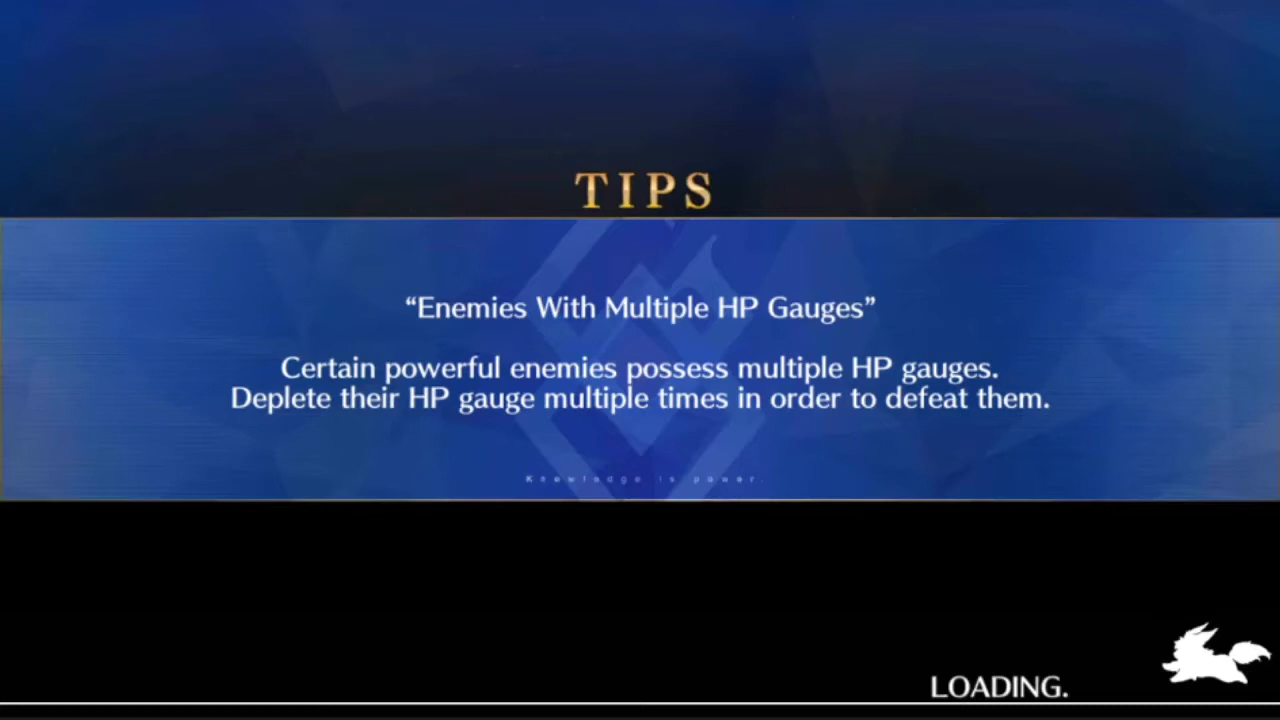 TIPS
“Enemies With Multiple HP Gauges”
Certain powerful enemies possess multiple HP gauges.
Deplete their HP gauge multiple times in order to defeat them.
Knowledge is power.
LOADING.